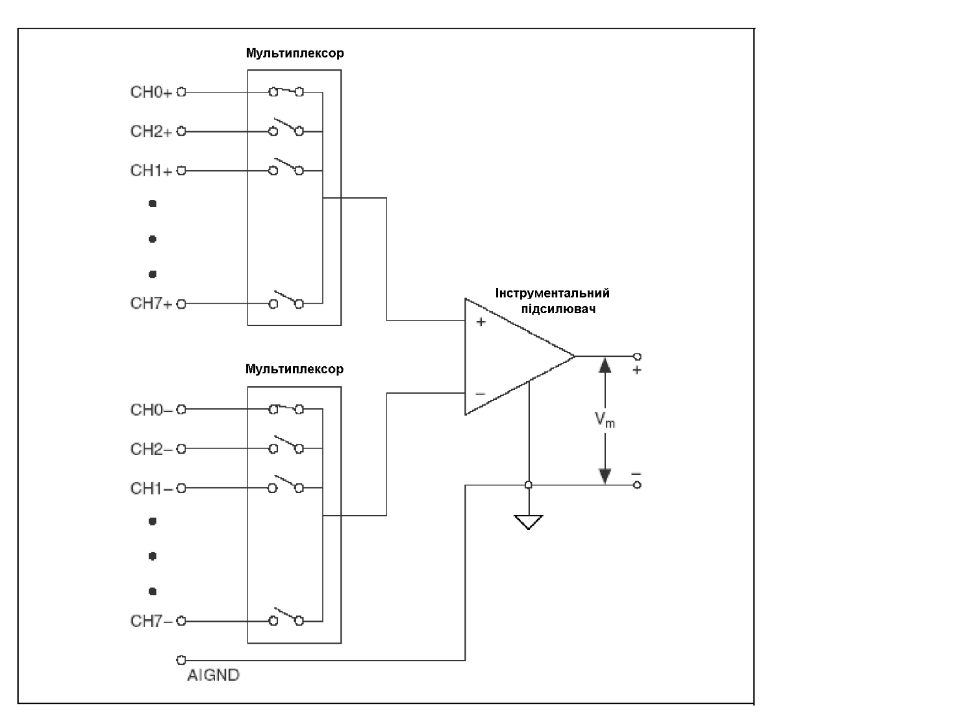 Мультиплексор
CH0+
CH2+
CH1+
CH7+
Інструментальний
підсилювач
+
−
+
Vm
−
Мультиплексор
CH0−
CH2−
CH1−
CH7−
AIGND